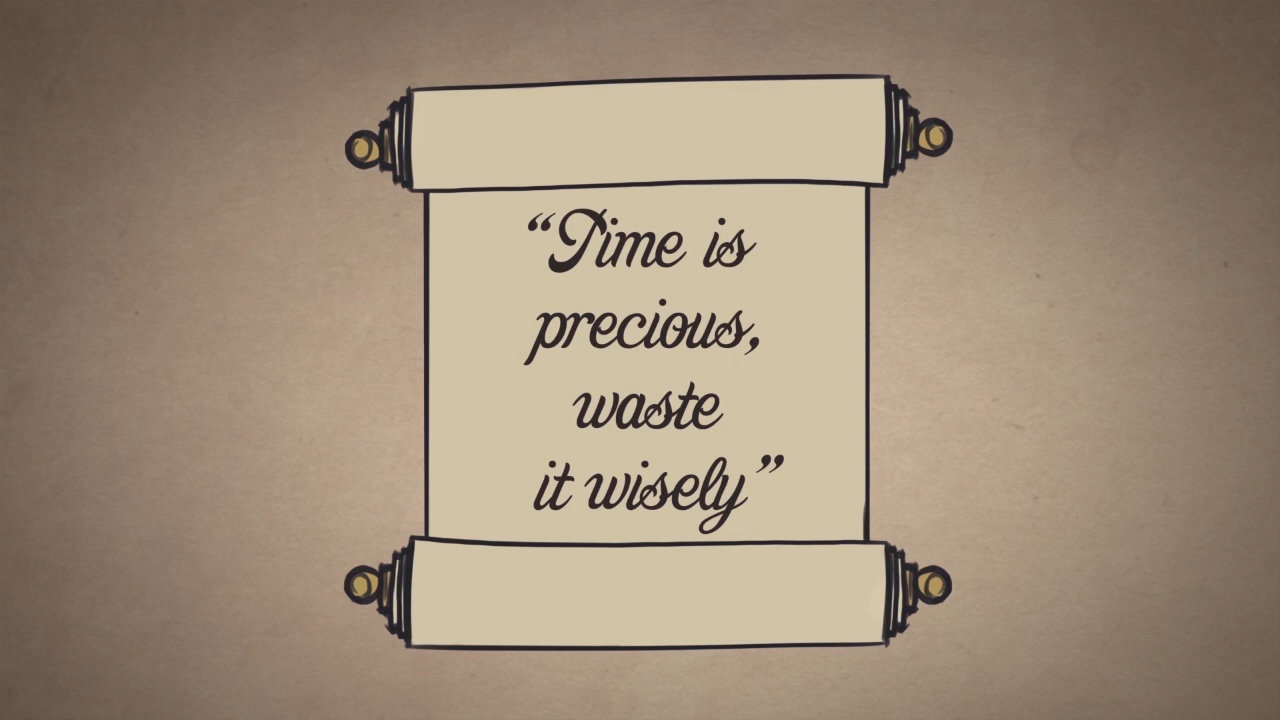 “Time is
precious,
waste
it wisely”